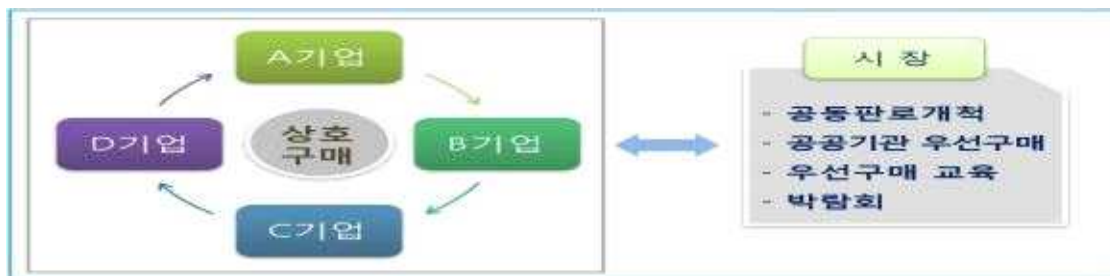 A기업
D기업
상호
구매
B기업
C기업
시 장
- 공동판로개척
- 공공기관 우선구매
- 우선구매 교육
- 박람회